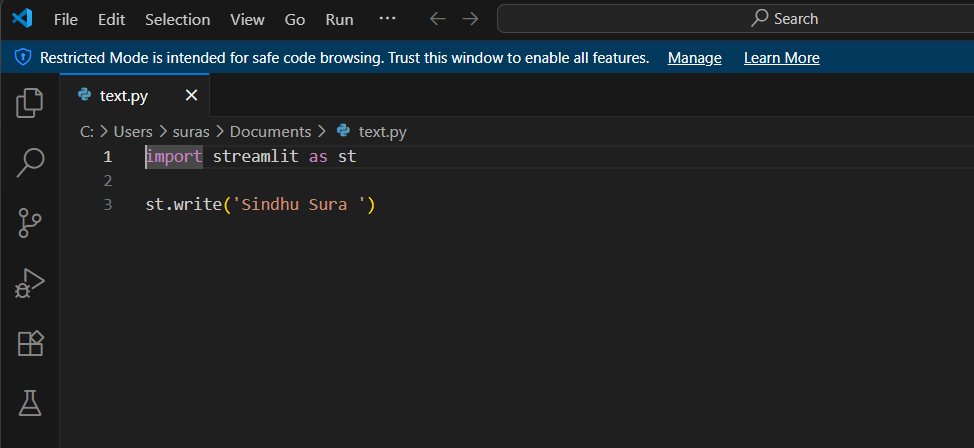 File Edit Selection View Go Run ··· Search
Restricted Mode is intended for safe code browsing. Trust this window to enable all features. Manage Learn More
text.py
C: > Users > suras > Documents > text.py
1 import streamlit as st
2
3 st.write('Sindhu Sura ')